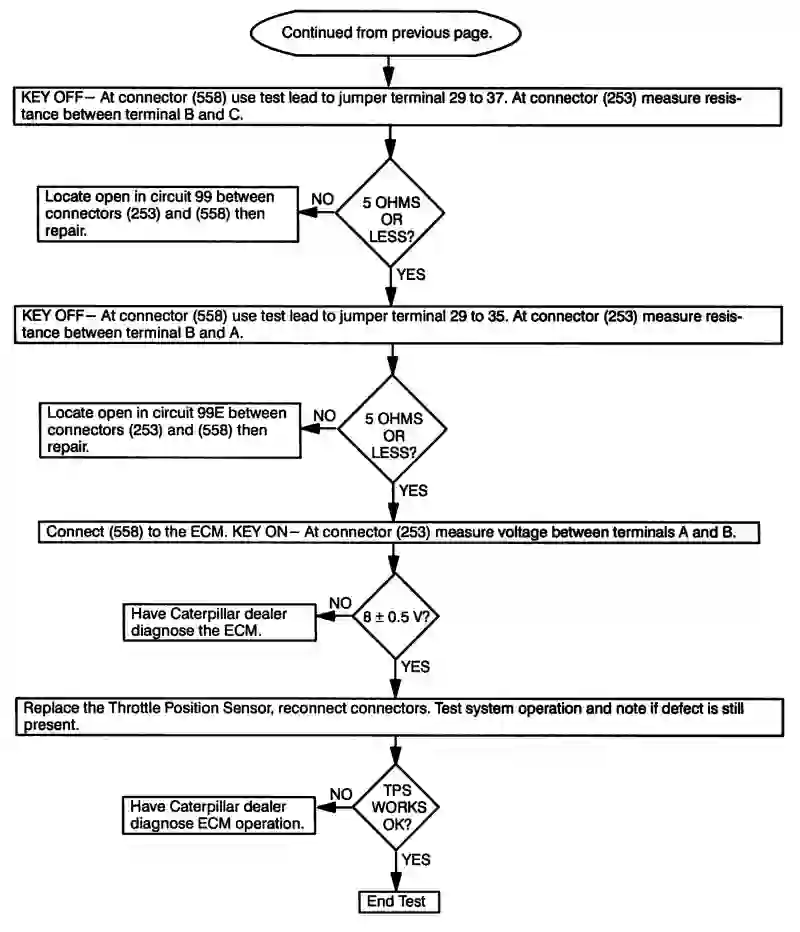 Continued from previous page.
KEY OFF– At connector (558) use test lead to jumper terminal 29 to 37. At connector (253) measure resis-
tance between terminal B and C.
Locate open in circuit 99 between
connectors (253) and (558) then
repair.
NO
5 OHMS
OR
LESS?
YES
KEY OFF– At connector (558) use test lead to jumper terminal 29 to 35. At connector (253) measure resis-
tance between terminal B and A.
Locate open in circuit 99E between
connectors (253) and (558) then
repair.
NO
5 OHMS
OR
LESS?
YES
Connect (558) to the ECM. KEY ON– At connector (253) measure voltage between terminals A and B.
Have Caterpillar dealer
diagnose the ECM.
NO
8 ± 0.5 V?
YES
Replace the Throttle Position Sensor, reconnect connectors. Test system operation and note if defect is still
present.
Have Caterpillar dealer
diagnose ECM operation.
NO
TPS
WORKS
OK?
YES
End Test